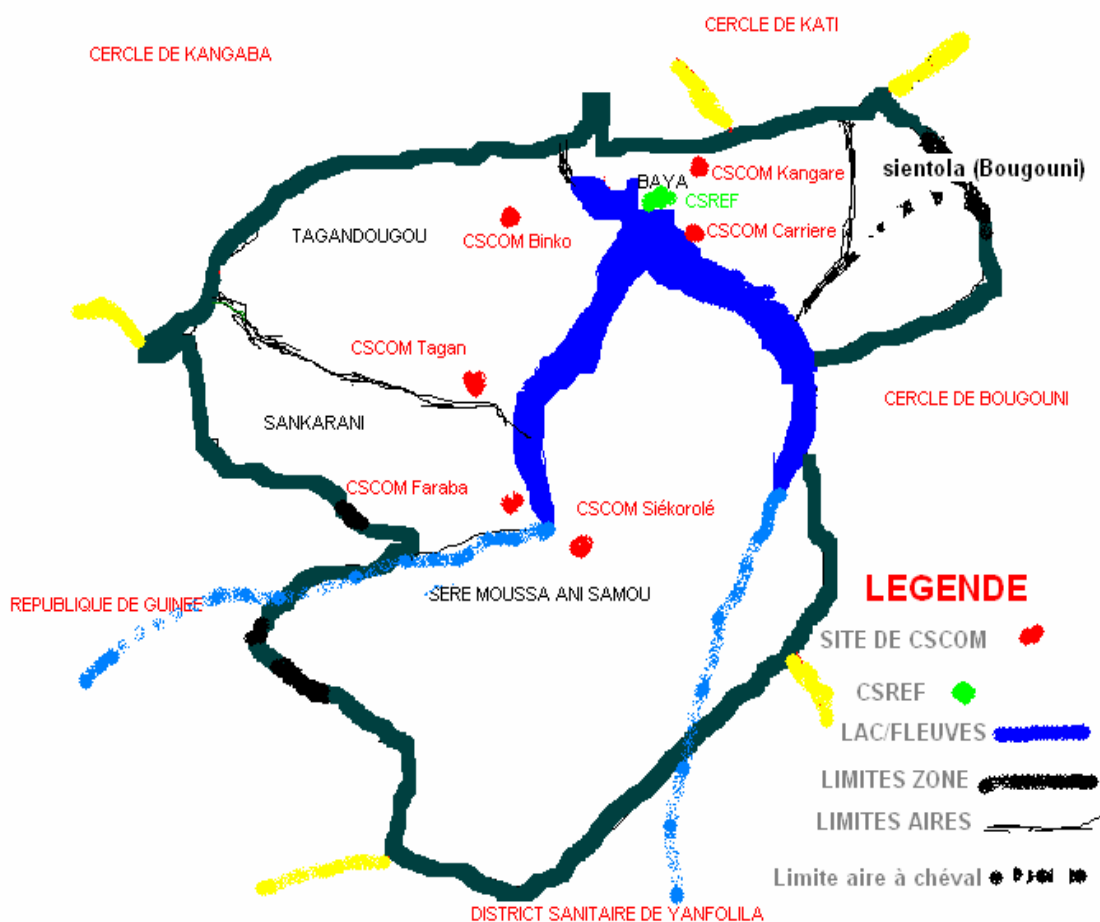 CERCLE DE KATI
CERCLE DE KANGABA
sientola (Bougouni)
CSCOM Kangare
BAYA
CSREF
CSCOM Carriere
TAGANDOUGOU
CSCOM Binko
CSCOM Tagan
CERCLE DE BOUGOUNI
SANKARANI
CSCOM Faraba
CSCOM Siékorolé
REPUBLIQUE DE GUINEE
SERE MOUSSA ANI SAMOU
LEGENDE
SITE DE CSCOM
CSREF
LAC/FLEUVES
LIMITES ZONE
LIMITES AIRES
Limite aire à chéval
DISTRICT SANITAIRE DE YANFOLILA